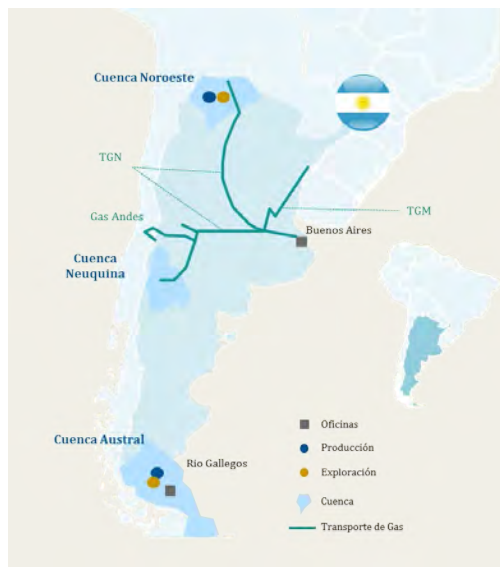 Cuenca Noroeste
TGN
Gas Andes
TGM
Buenos Aires
Cuenca
Neuquina
Cuenca Austral
Rio Gallegos
Oficinas
Producción
Exploración
Cuenca
Transporte de Gas